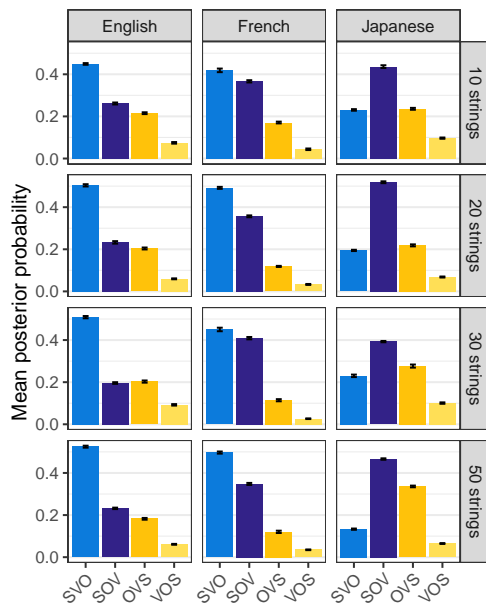 English French Japanese
Mean posterior probability
0.4
0.2
0.0
10 strings
0.4
0.2
0.0
20 strings
0.4
0.2
0.0
30 strings
0.4
0.2
0.0
50 strings
SVO SOV OVS VOS SVO SOV OVS VOS SVO SOV OVS VOS